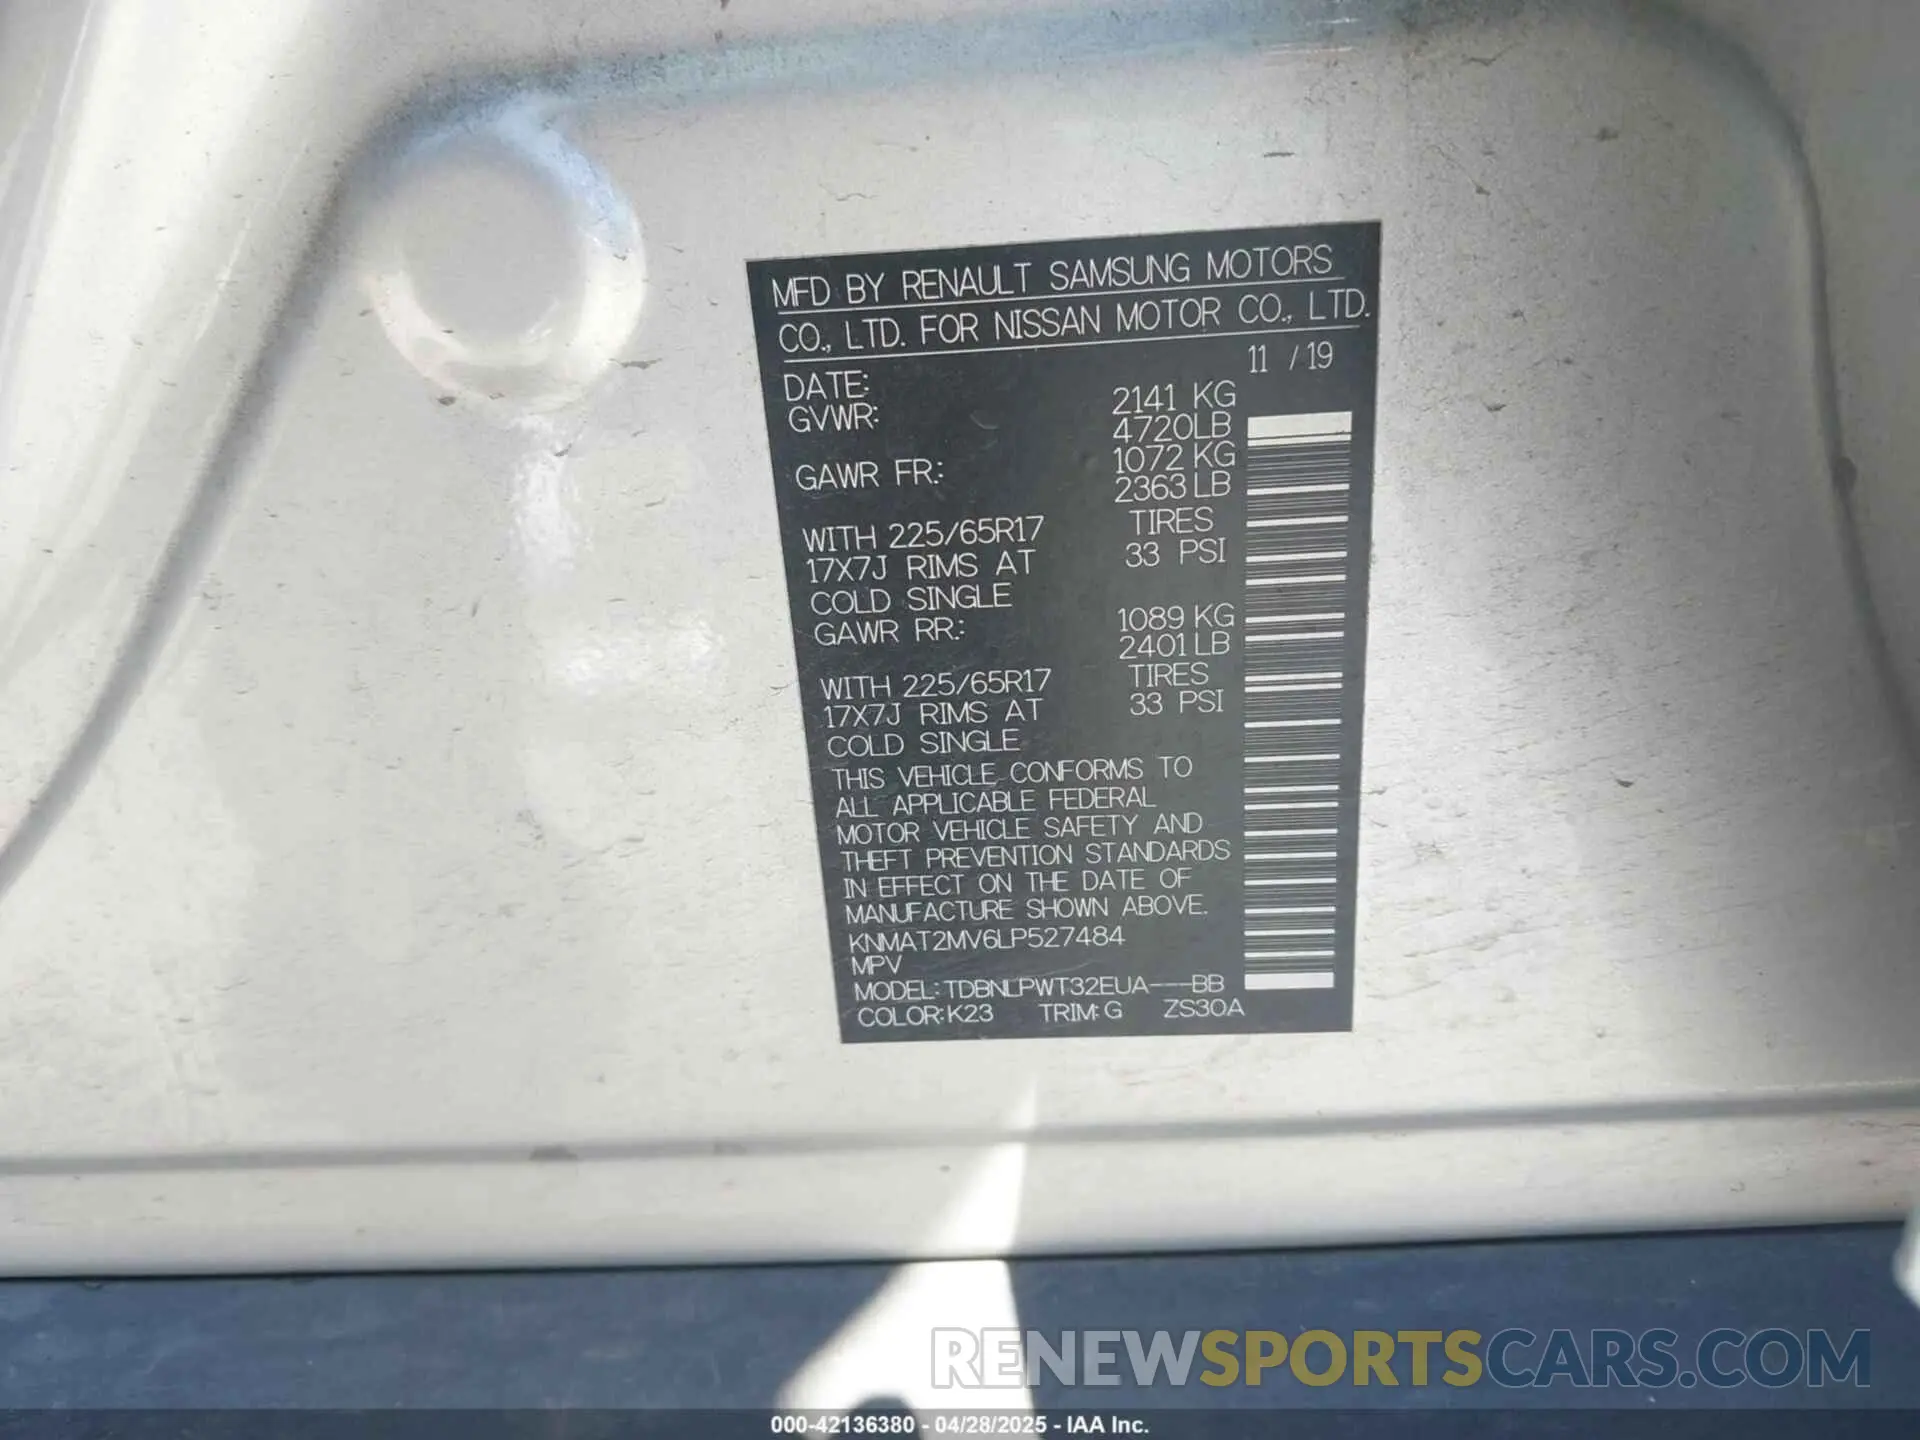 MFD BY RENAULT SAMSUNG MOTORS
CO., LTD. FOR NISSAN MOTOR CO., LTD.
DATE: 11 / 19
GVWR: 2141 KG
4720LB
GAWR FR.: 1072 KG
2363 LB
WITH 225/65R17 TIRES
17X7J RIMS AT 33 PSI
COLD SINGLE
GAWR RR.: 1089 KG
2401 LB
WITH 225/65R17 TIRES
17X7J RIMS AT 33 PSI
COLD SINGLE
THIS VEHICLE CONFORMS TO
ALL APPLICABLE FEDERAL
MOTOR VEHICLE SAFETY AND
THEFT PREVENTION STANDARDS
IN EFFECT ON THE DATE OF
MANUFACTURE SHOWN ABOVE.
KNMAT2MV6LP527484
MPV
MODEL: TDBNLPWT32EUA---BB
COLOR: K23 TRIM: G ZS30A
RENEWSPORTSCARS.COM
000-42136380 - 04/28/2025 - IAA Inc.